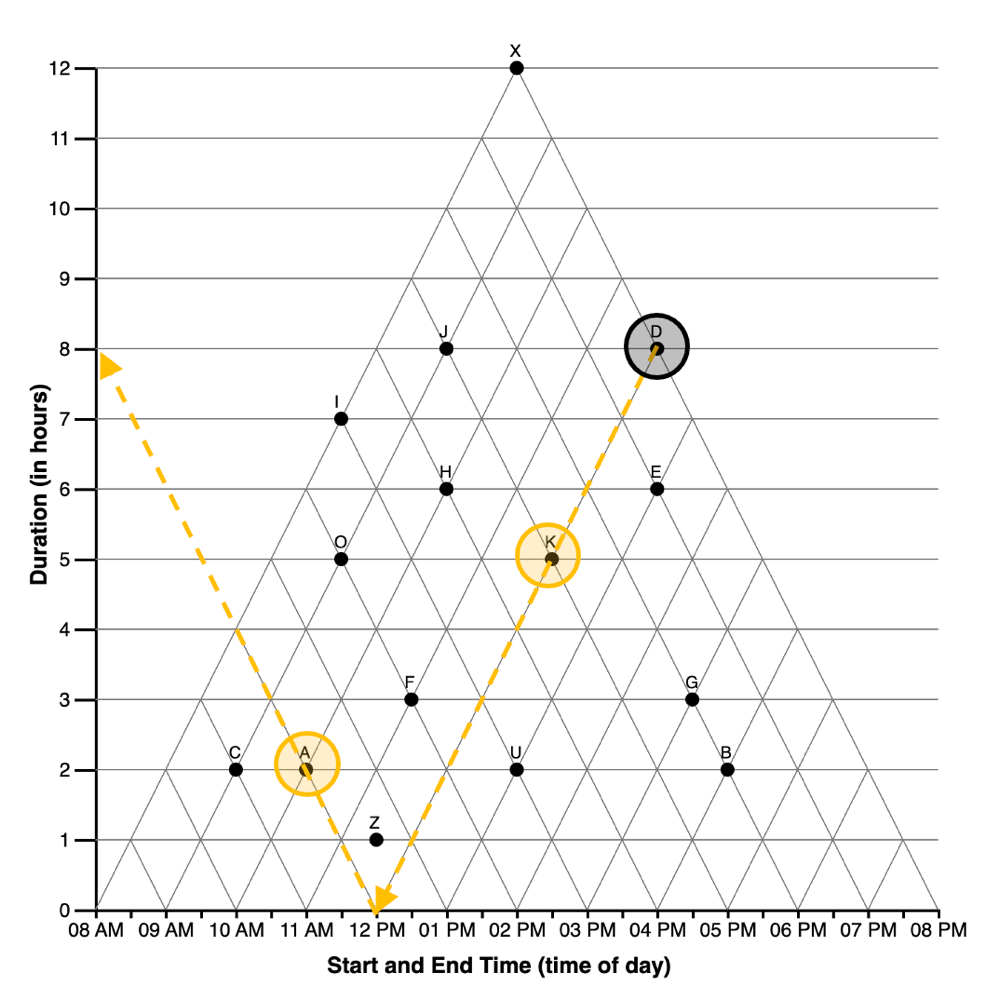 X
12
11
10
9
J
D
8
I
7
H
E
6
O
K
5
4
F
G
3
C
A
U
B
2
Z
1
0
08 AM 09 AM 10 AM 11 AM 12 PM 01 PM 02 PM 03 PM 04 PM 05 PM 06 PM 07 PM 08 PM
Start and End Time (time of day)
Duration (in hours)